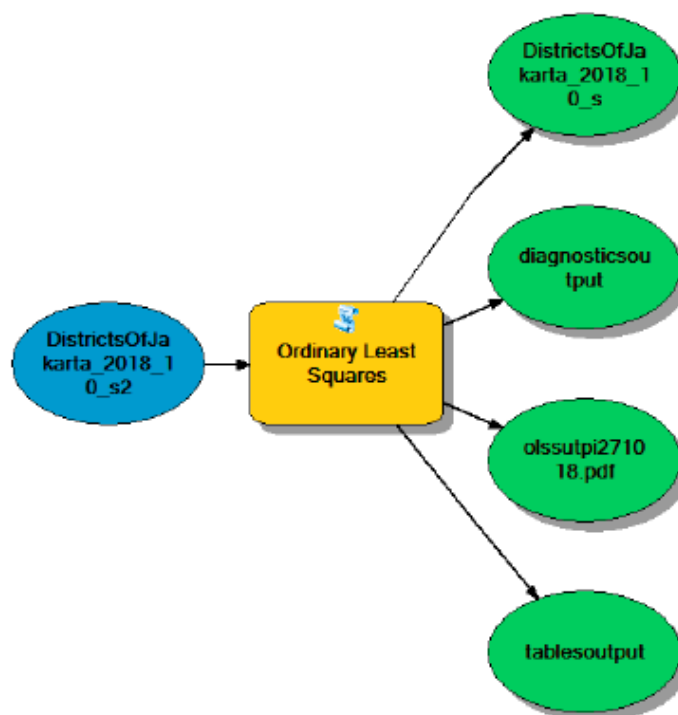 DistrictsOfJa
karta_2018_1
0_s
diagnosticsou
tput
DistrictsOfJa
karta_2018_1
0_s2
Ordinary Least
Squares
olssutpi2710
18.pdf
tablesoutput